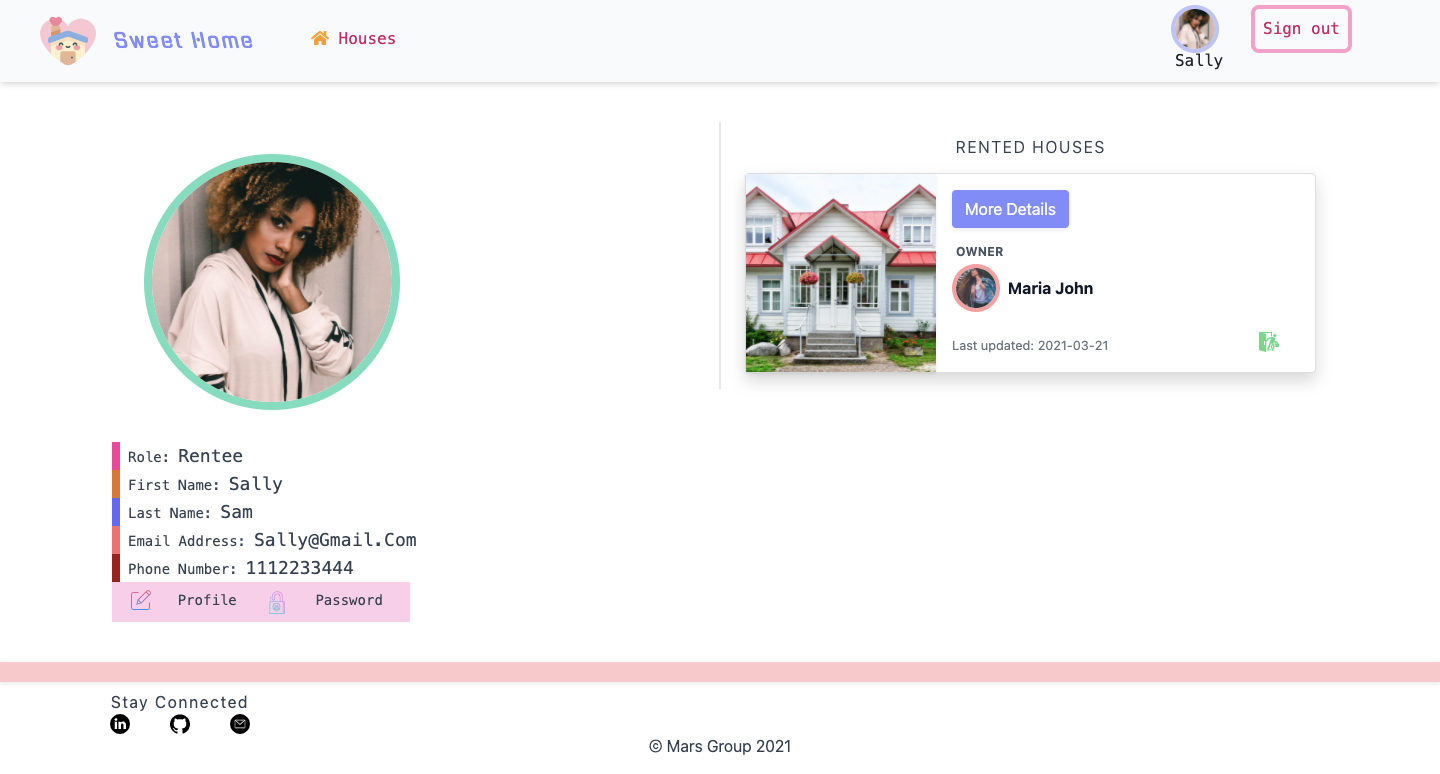 Sweet Home
Houses
Sally
Sign out
RENTED HOUSES
More Details
OWNER
Maria John
Last updated: 2021-03-21
Role: Rentee
First Name: Sally
Last Name: Sam
Email Address: Sally@Gmail.Com
Phone Number: 1112233444
Profile
Password
Stay Connected
in
© Mars Group 2021